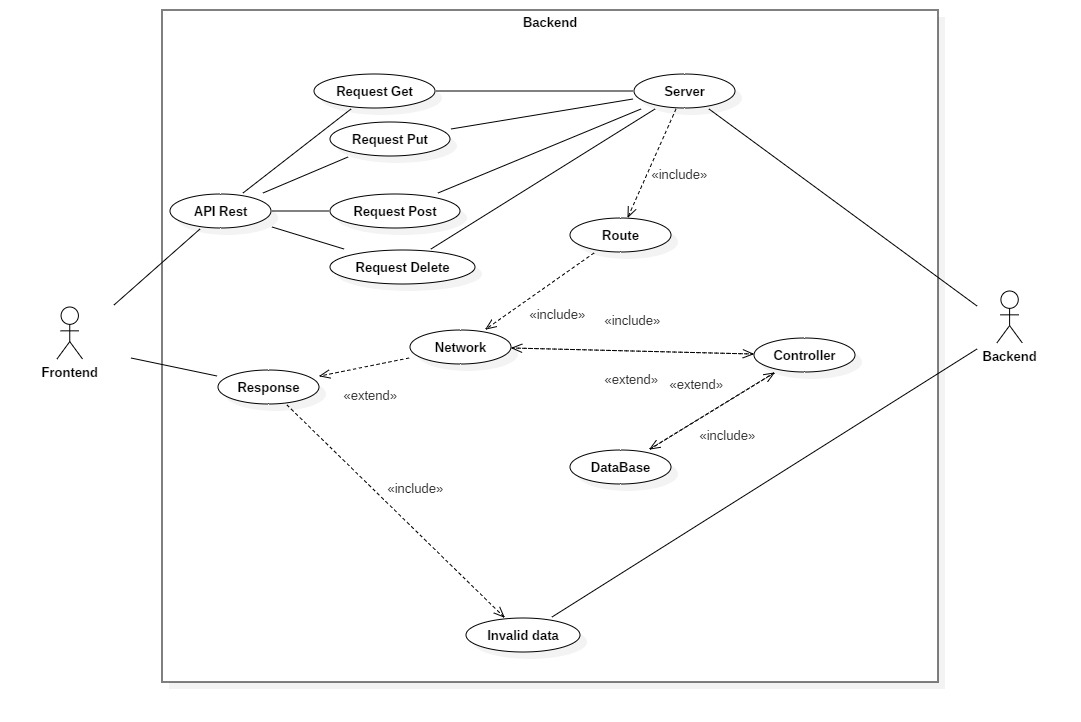 Backend
Request Get
Server
Request Put
«include»
API Rest
Request Post
Route
Request Delete
«include»
«include»
Network
Controller
Backend
Frontend
Response
«extend»
«extend»
«extend»
«include»
DataBase
«include»
Invalid data